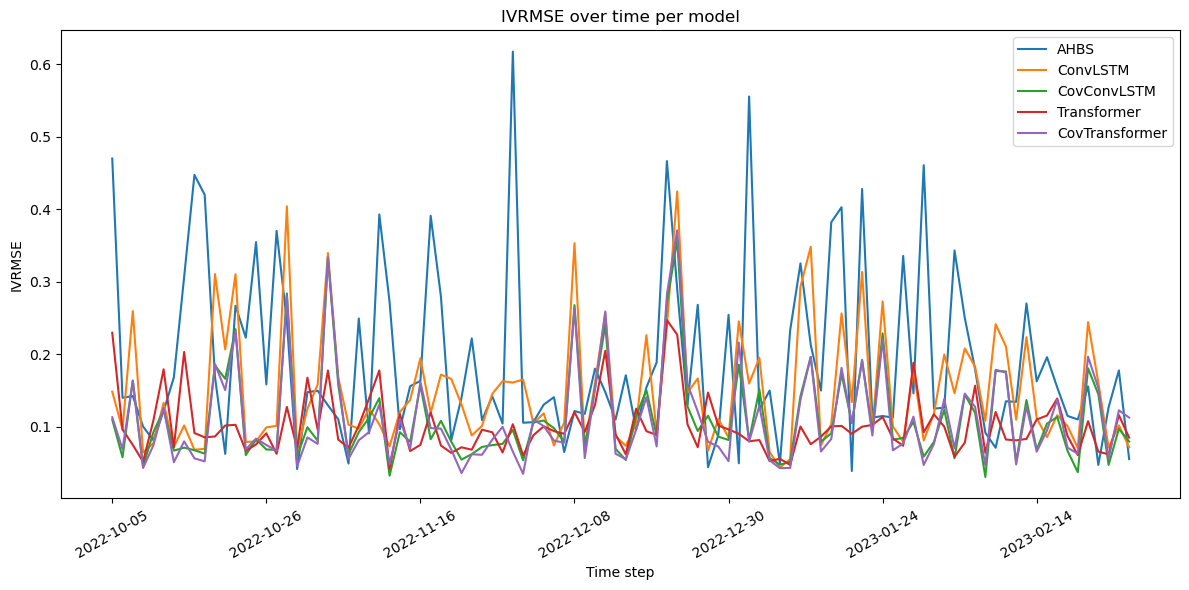 IVRMSE over time per model
AHBS
ConvLSTM
CovConvLSTM
Transformer
CovTransformer
0.6
0.5
0.4
0.3
0.2
0.1
IVRMSE
2022-10-05
2022-10-26
2022-11-16
2022-12-08
2022-12-30
2023-01-24
2023-02-14
Time step